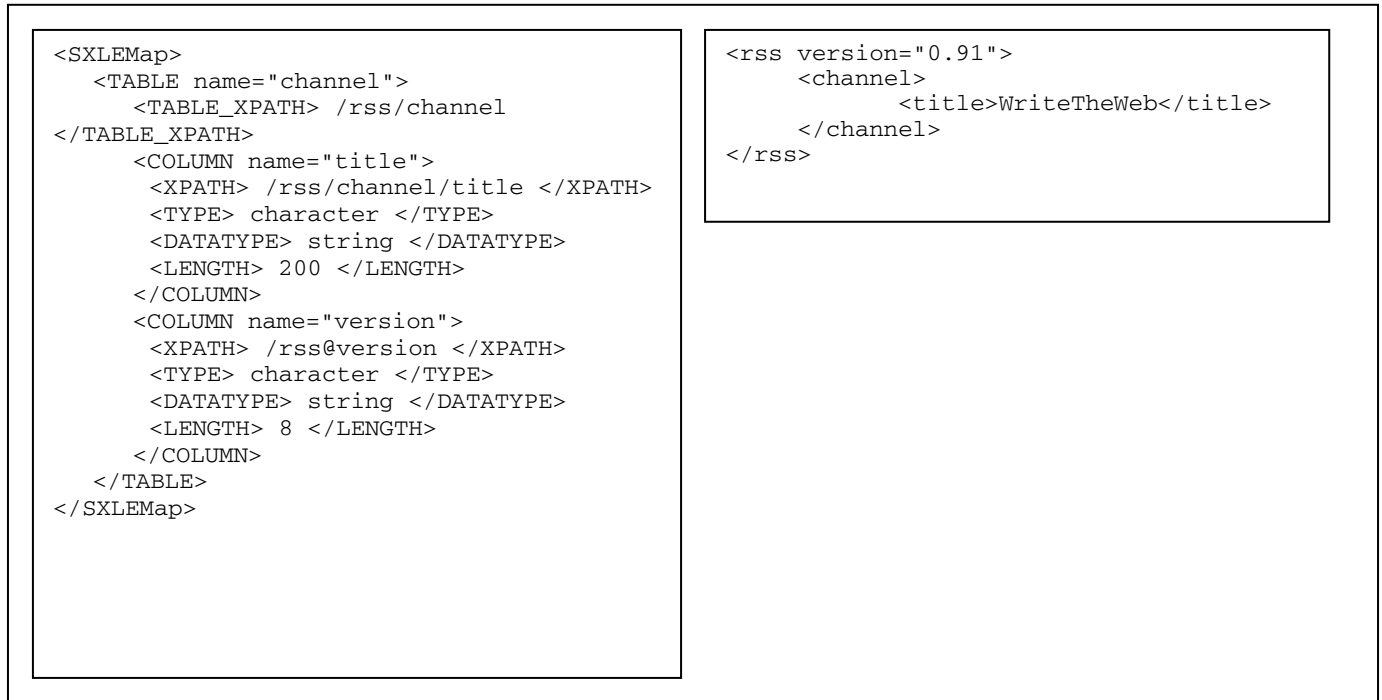 <SXLEMap>
<TABLE name="channel">
<TABLE_XPATH> /rss/channel
</TABLE_XPATH>
<COLUMN name="title">
<XPATH> /rss/channel/title </XPATH>
<TYPE> character </TYPE>
<DATATYPE> string </DATATYPE>
<LENGTH> 200 </LENGTH>
</COLUMN>
<COLUMN name="version">
<XPATH> /rss@version </XPATH>
<TYPE> character </TYPE>
<DATATYPE> string </DATATYPE>
<LENGTH> 8 </LENGTH>
</COLUMN>
</TABLE>
</SXLEMap>
<rss version="0.91">
<channel>
<title>WriteTheWeb</title>
</channel>
</rss>